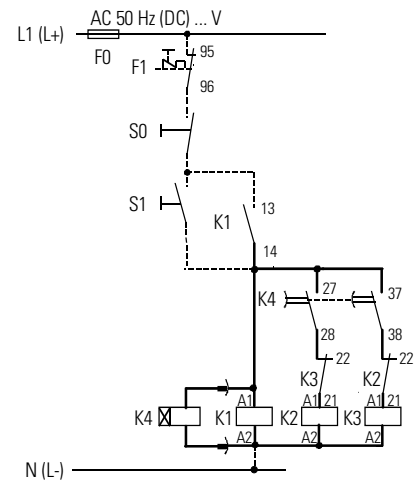 AC 50 Hz (DC) ... V
L1 (L+)
F0
F1
95
96
S0
S1
K1
13
14
K4
27
37
28
38
K3
22
K2
22
K4
K1
A1
A2
K2
A1
21
A2
K3
A1
21
A2
N (L-)